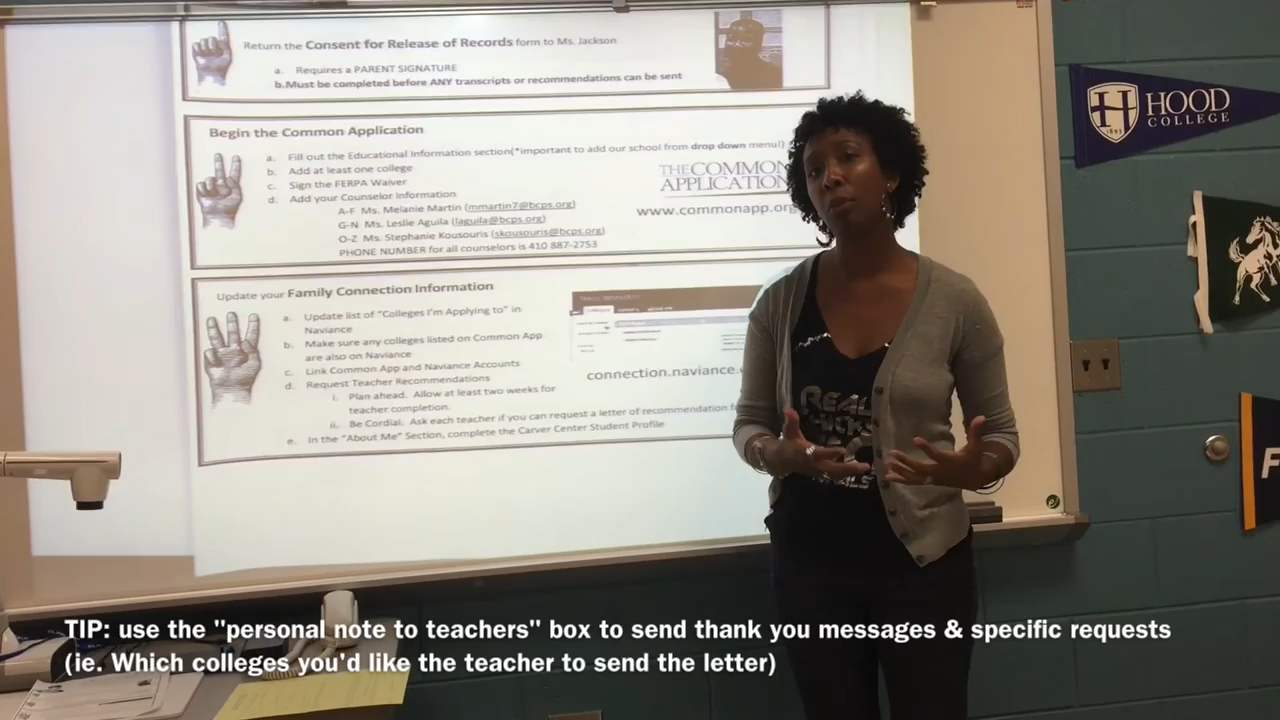 Return the Consent for Release of Records form to Ms. Jackson
a. Requires a PARENT SIGNATURE
b.Must be completed before ANY transcripts or recommendations can be sent
Begin the Common Application
a. Fill out the Educational Information section(*important to add our school from drop down menu!)
b. Add at least one college
c. Sign the FERPA Waiver
d. Add your Counselor Information
A-F Ms. Melanie Martin (mmartin7@bcps.org)
G-N Ms. Leslie Aguila (laguila@bcps.org)
O-Z Ms. Stephanie Kousouris (skousouris@bcps.org)
PHONE NUMBER for all counselors is 410 887-2753
THE COMMON
APPLICATION
www.commonapp.org
Update your Family Connection Information
a. Update list of "Colleges I'm Applying to" in
Naviance
b. Make sure any colleges listed on Common App
are also on Naviance
c. Link Common App and Naviance Accounts
d. Request Teacher Recommendations
i. Plan ahead. Allow at least two weeks for
teacher completion.
ii. Be Cordial. Ask each teacher if you can request a letter of recommendation
e. In the "About Me" Section, complete the Carver Center Student Profile
connection.naviance.
H
1893
HOOD
COLLEGE
F
REAL
TIP: use the "personal note to teachers" box to send thank you messages & specific requests
(ie. Which colleges you'd like the teacher to send the letter)